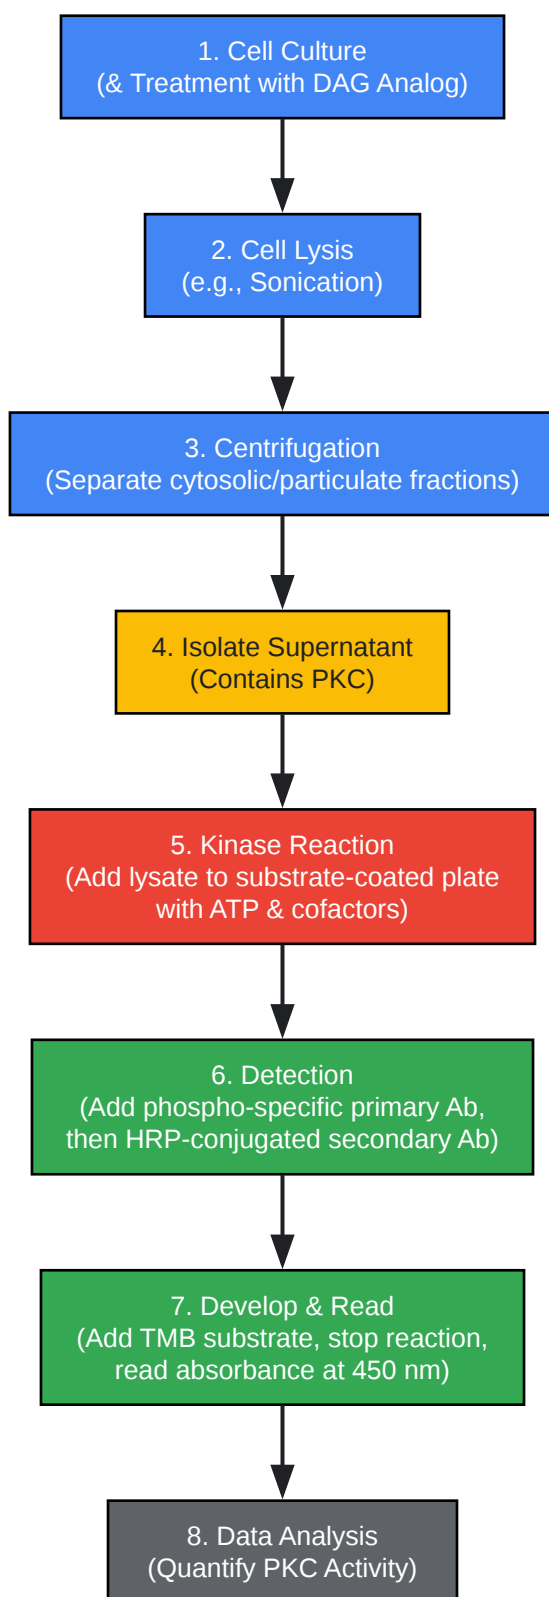 1. Cell Culture
(& Treatment with DAG Analog)
2. Cell Lysis
(e.g., Sonication)
3. Centrifugation
(Separate cytosolic/particulate fractions)
4. Isolate Supernatant
(Contains PKC)
5. Kinase Reaction
(Add lysate to substrate-coated plate
with ATP & cofactors)
6. Detection
(Add phospho-specific primary Ab,
then HRP-conjugated secondary Ab)
7. Develop & Read
(Add TMB substrate, stop reaction,
read absorbance at 450 nm)
8. Data Analysis
(Quantify PKC Activity)